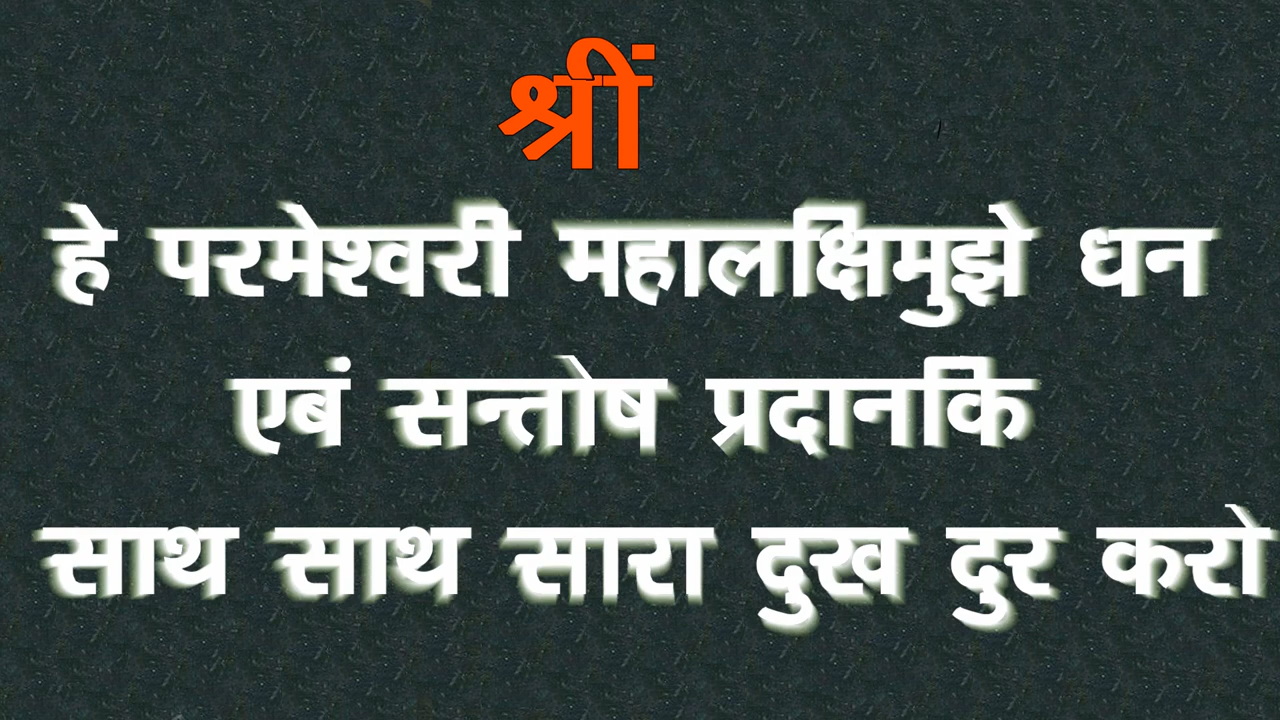 श्रीं
हे परमेश्वरी महालक्षिमुझे धन
एबं सन्तोष प्रदानकि
साथ साथ सारा दुख दुर करो